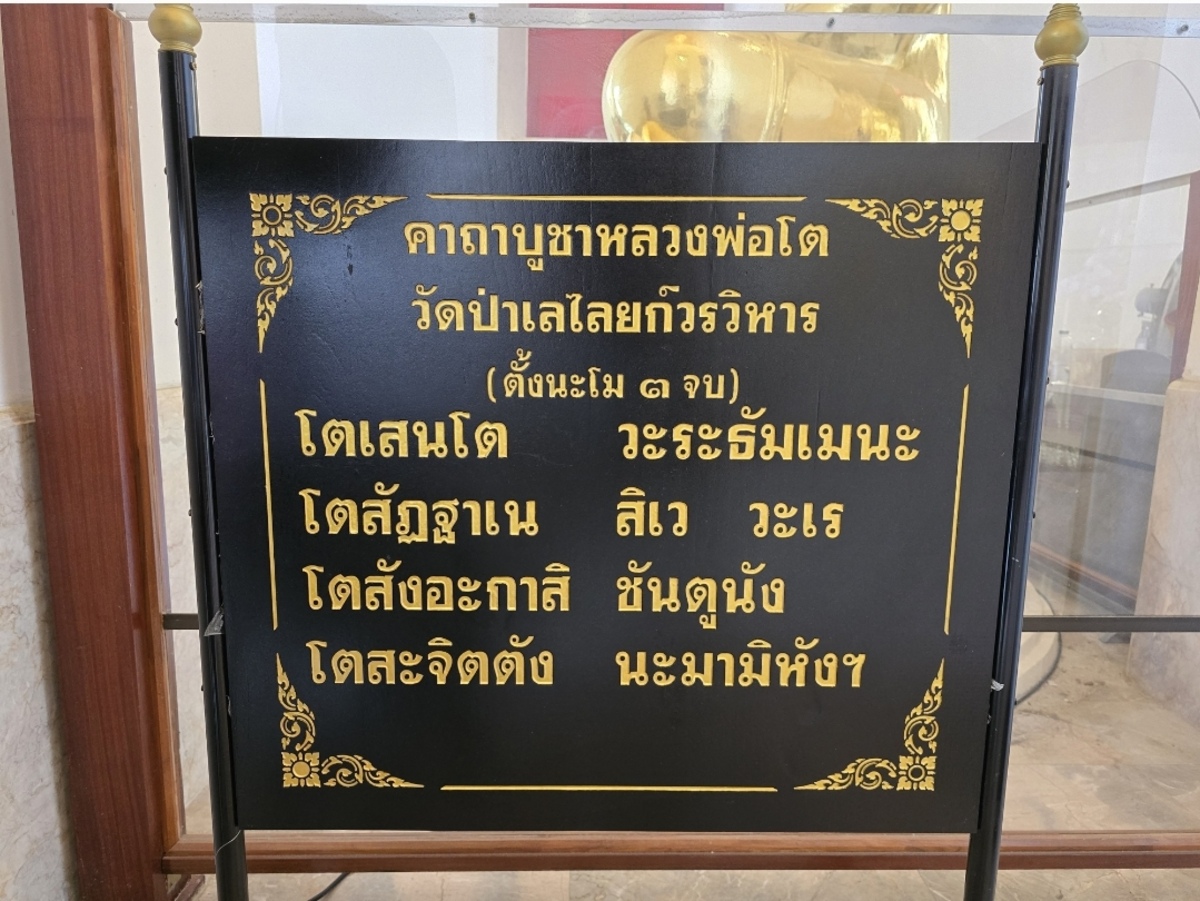 คาถาบูชาหลวงพ่อโต
วัดป่าเลไลยก์วรวิหาร
(ตั้งนะโม ๓ จบ)
โตเสนโต วะระธัมเมนะ
โตสัฏฐาเน สิเว วะเร
โตสังอะกาสิ ชันตูนัง
โตสะจิตตัง นะมามิหังฯ